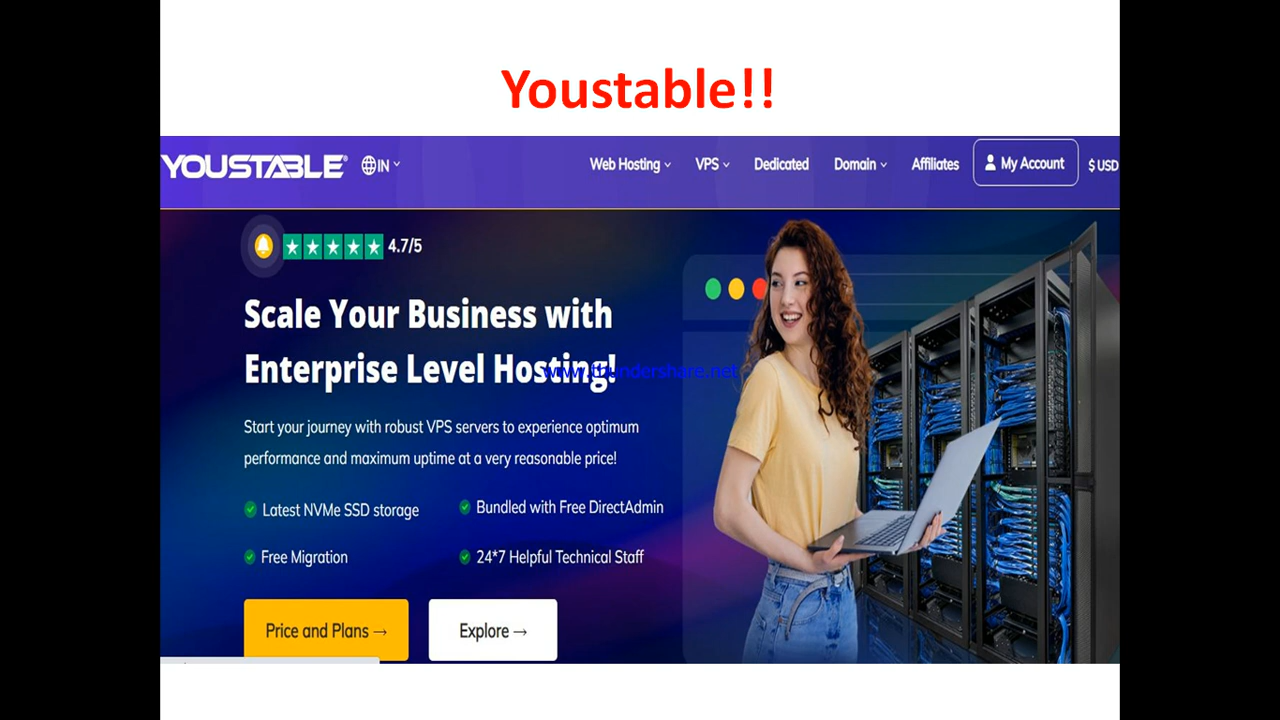 Youstable!!
YOUSTABLE® IN Web Hosting VPS Dedicated Domain Affiliates My Account $ USD
4.7/5
Scale Your Business with
Enterprise Level Hosting!
www.thundershare.net
Start your journey with robust VPS servers to experience optimum
performance and maximum uptime at a very reasonable price!
Latest NVMe SSD storage Bundled with Free DirectAdmin
Free Migration 24*7 Helpful Technical Staff
Price and Plans → Explore →